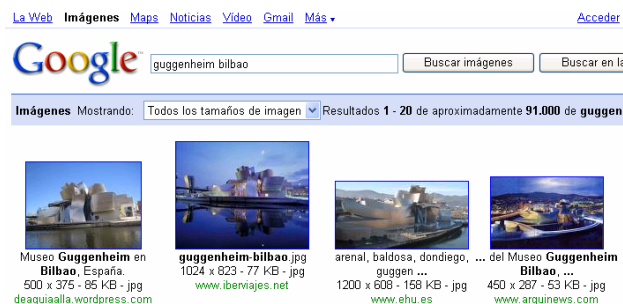 La Web Imágenes Maps Noticias Vídeo Gmail Más Acceder
Google™ guggenheim bilbao Buscar imágenes Buscar en la
Imágenes Mostrando: Todos los tamaños de imagen Resultados 1 - 20 de aproximadamente 91.000 de guggen
Museo Guggenheim en
Bilbao, España.
500 x 375 - 85 KB - jpg
deaquiaalla.wordpress.com
guggenheim-bilbao.jpg
1024 x 823 - 77 KB - jpg
www.iberviajes.net
arenal, baldosa, dondiego,
guggen ...
1200 x 608 - 158 KB - jpg
www.ehu.es
... del Museo Guggenheim
Bilbao, ...
450 x 287 - 53 KB - jpg
www.arquinews.com